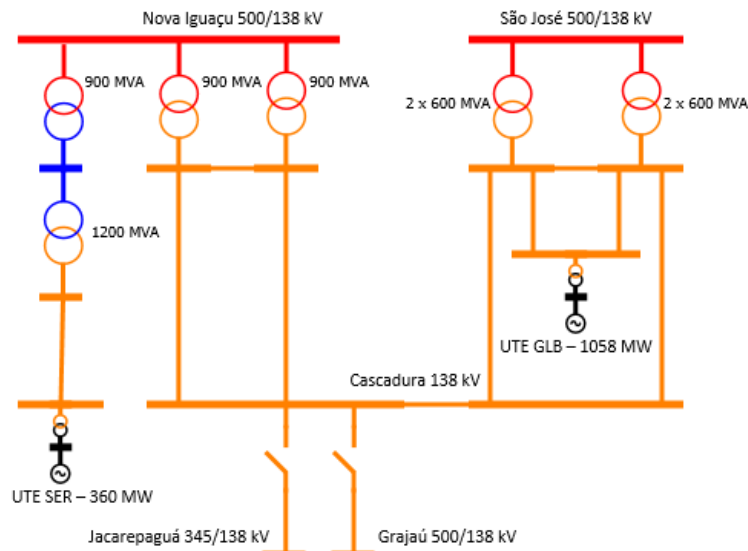 Nova Iguaçu 500/138 kV
São José 500/138 kV
900 MVA
900 MVA
900 MVA
2 x 600 MVA
2 x 600 MVA
1200 MVA
UTE GLB – 1058 MW
Cascadura 138 kV
UTE SER – 360 MW
Jacarepaguá 345/138 kV
Grajaú 500/138 kV